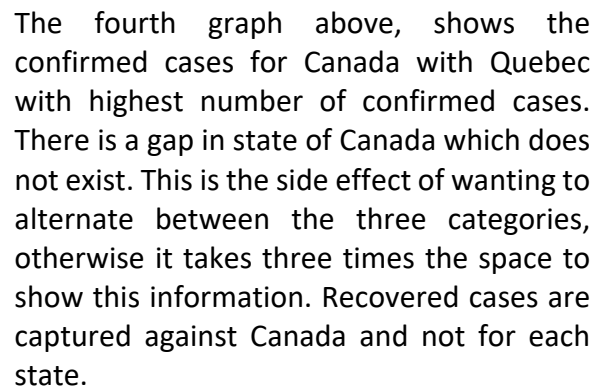 The fourth graph above, shows the
confirmed cases for Canada with Quebec
with highest number of confirmed cases.
There is a gap in state of Canada which does
not exist. This is the side effect of wanting to
alternate between the three categories,
otherwise it takes three times the space to
show this information. Recovered cases are
captured against Canada and not for each
state.